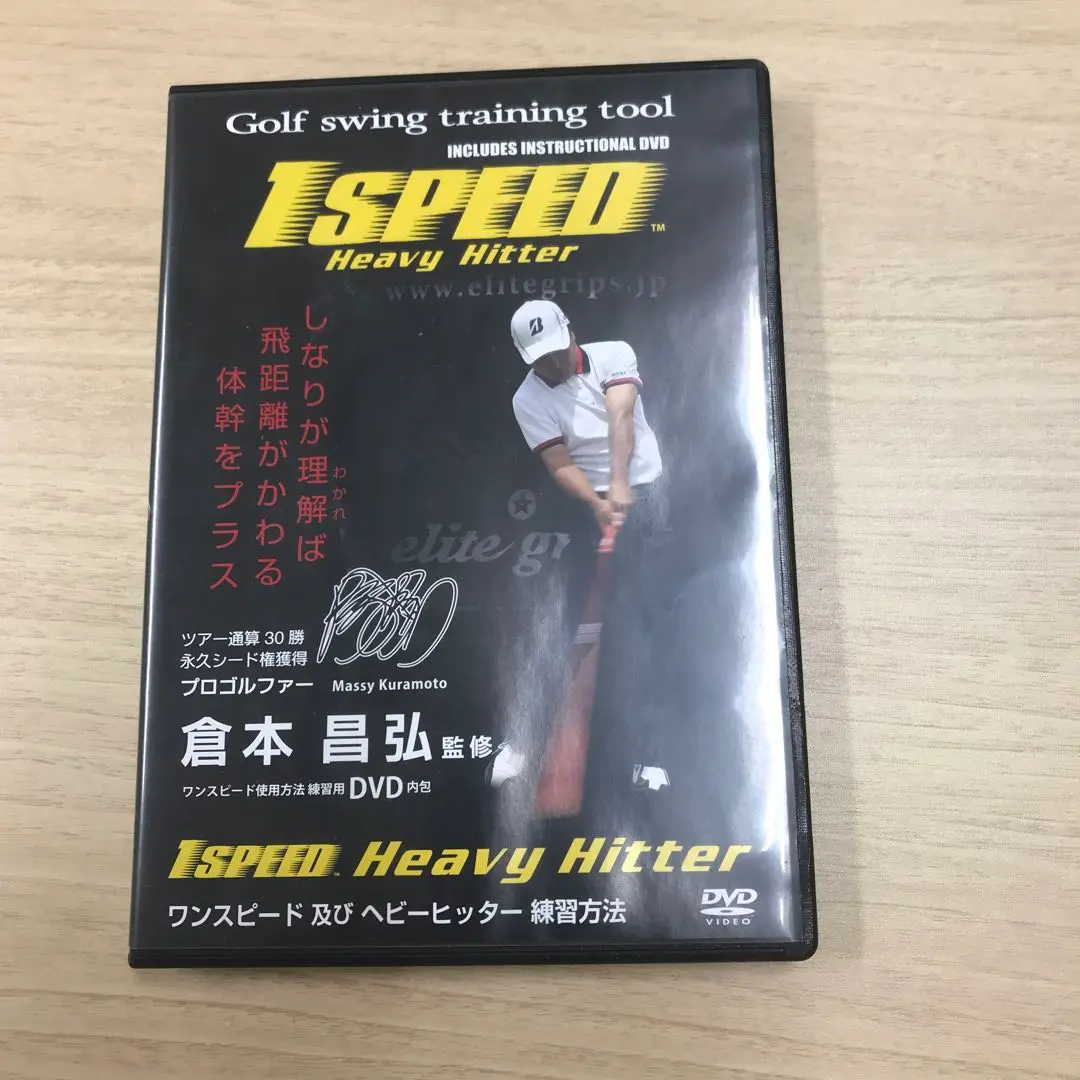 Golf swing training tool
INCLUDES INSTRUCTIONAL DVD
1SPEED™
Heavy Hitter
www.elitegrips.jp
しなりが理解ば
わかれ
飛距離がかわる
体幹をプラス
elite gr
ツアー通算30勝
永久シード権獲得
プロゴルファー Massy Kuramoto
倉本 昌弘 監修
ワンスピード使用方法 練習用 DVD 内包
1SPEED™ Heavy Hitter
ワンスピード 及び ヘビーヒッター 練習方法
DVD
VIDEO